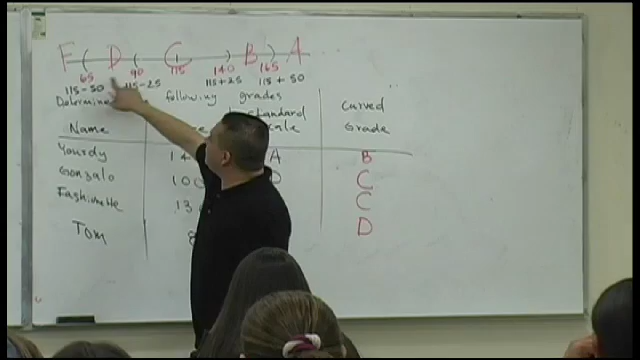 F ( D ( C ) B ) A
65 90 115 140 165
115-50 115-25 115+25 115+50
Determine following grades
standard Curved
Name scale Grade
Yourdy 14 A B
Gonzalo 100 D C
Fashionette 13 C
Tom 8 D